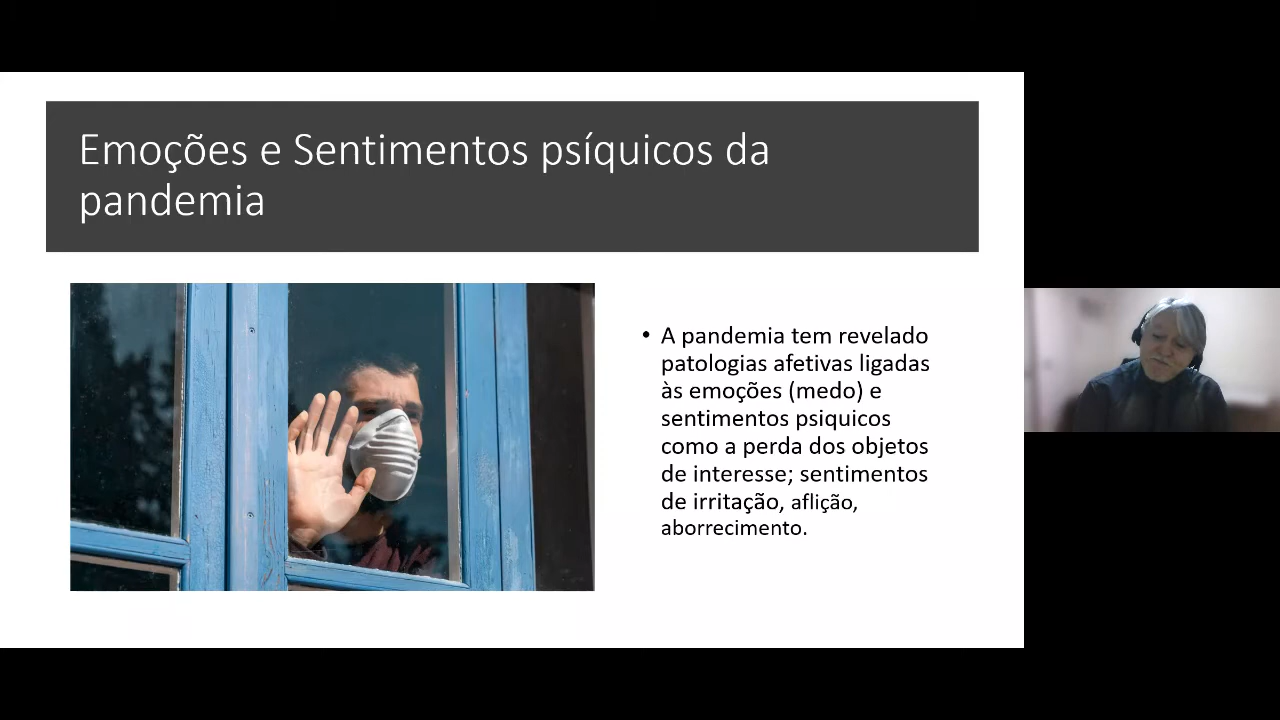 Emoções e Sentimentos psíquicos da
pandemia
• A pandemia tem revelado
patologias afetivas ligadas
às emoções (medo) e
sentimentos psiquicos
como a perda dos objetos
de interesse; sentimentos
de irritação, aflição,
aborrecimento.